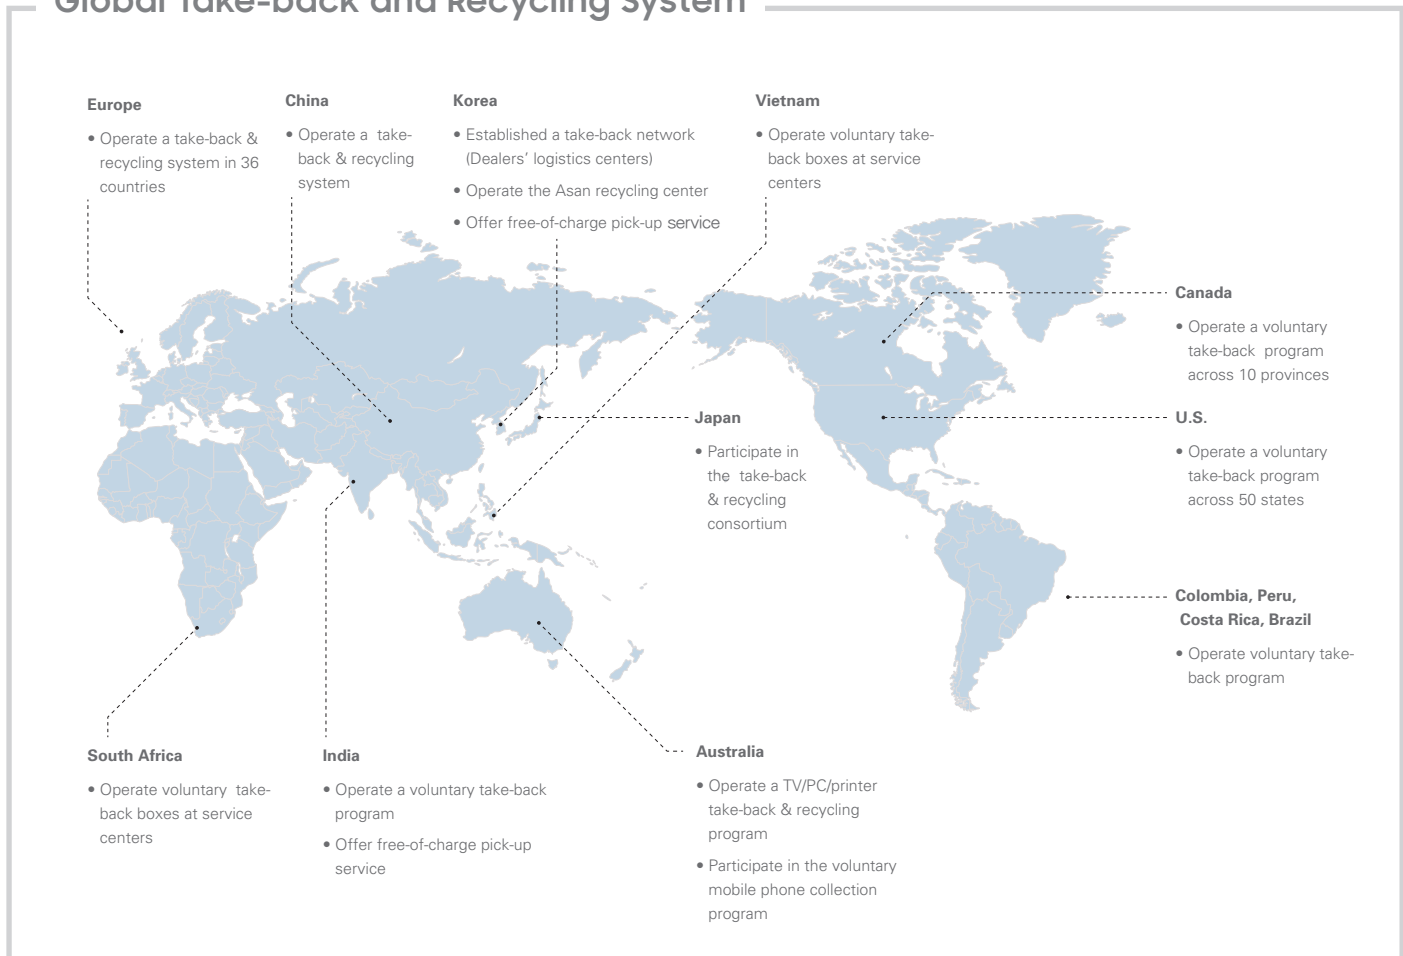 Global Take-back and Recycling System
Europe
• Operate a take-back &
recycling system in 36
countries
China
• Operate a take-
back & recycling
system
Korea
• Established a take-back network
(Dealers’ logistics centers)
• Operate the Asan recycling center
• Offer free-of-charge pick-up service
Vietnam
• Operate voluntary take-
back boxes at service
centers
Canada
• Operate a voluntary
take-back program
across 10 provinces
Japan
• Participate in
the take-back
& recycling
consortium
U.S.
• Operate a voluntary
take-back program
across 50 states
Colombia, Peru,
Costa Rica, Brazil
• Operate voluntary take-
back program
South Africa
• Operate voluntary take-
back boxes at service
centers
India
• Operate a voluntary take-back
program
• Offer free-of-charge pick-up
service
Australia
• Operate a TV/PC/printer
take-back & recycling
program
• Participate in the voluntary
mobile phone collection
program